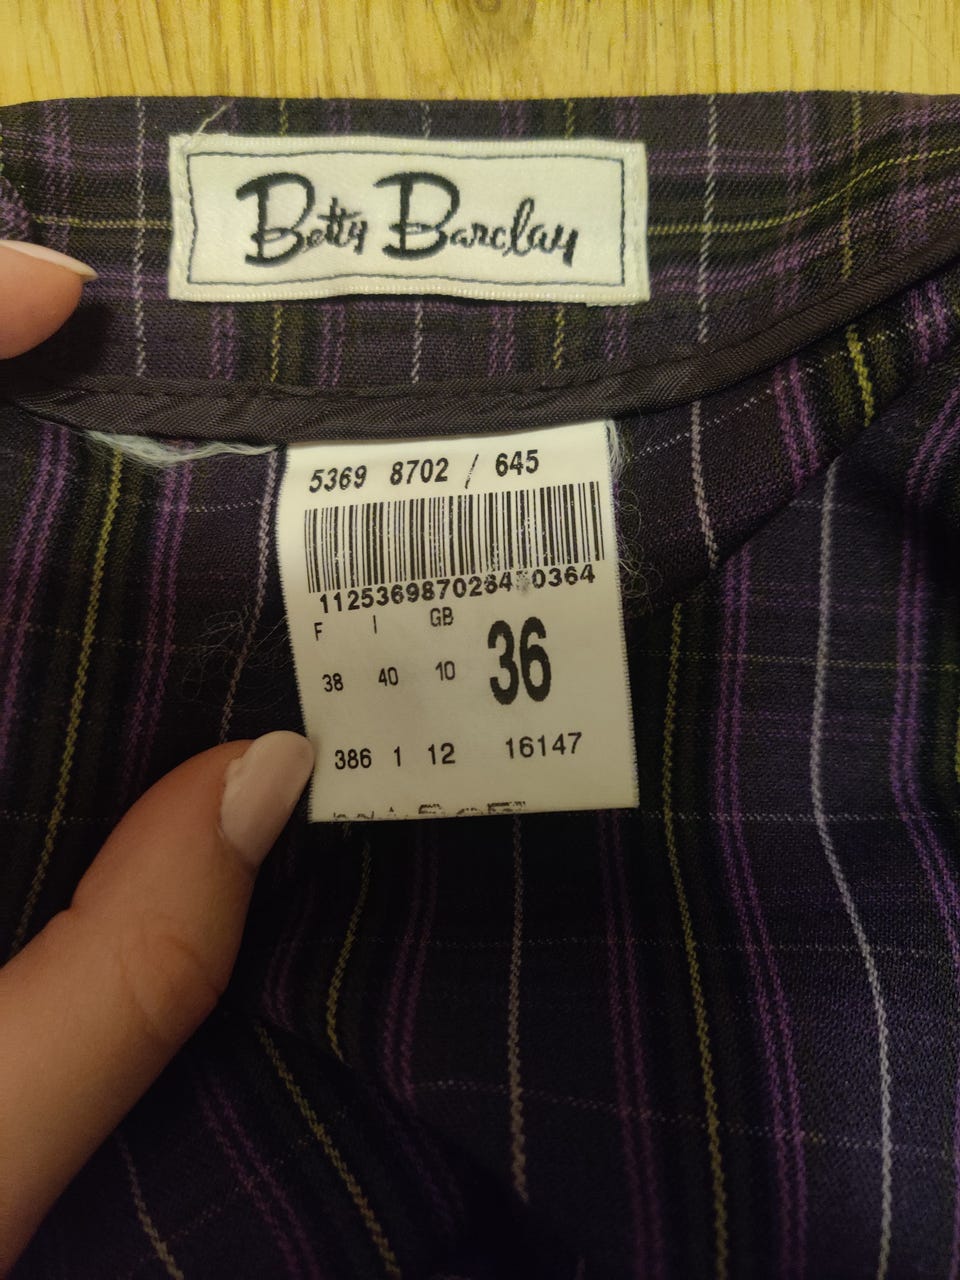 Betty Barclay
5369 8702 / 645
F I GB
38 40 10 36
386 1 12 16147